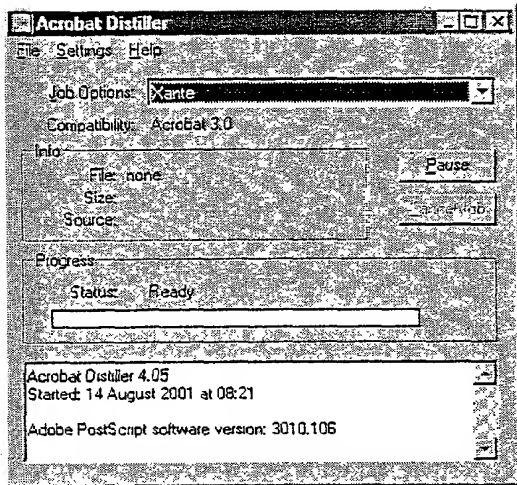 Acrobat Distiller
File Settings Help
Job Options: Xante
Compatibility: Acrobat 3.0
Info
File: none
Size:
Source:
Pause
Progress
Status: Ready
Acrobat Distiller 4.05
Started: 14 August 2001 at 08:21
Adobe PostScript software version: 3010.106